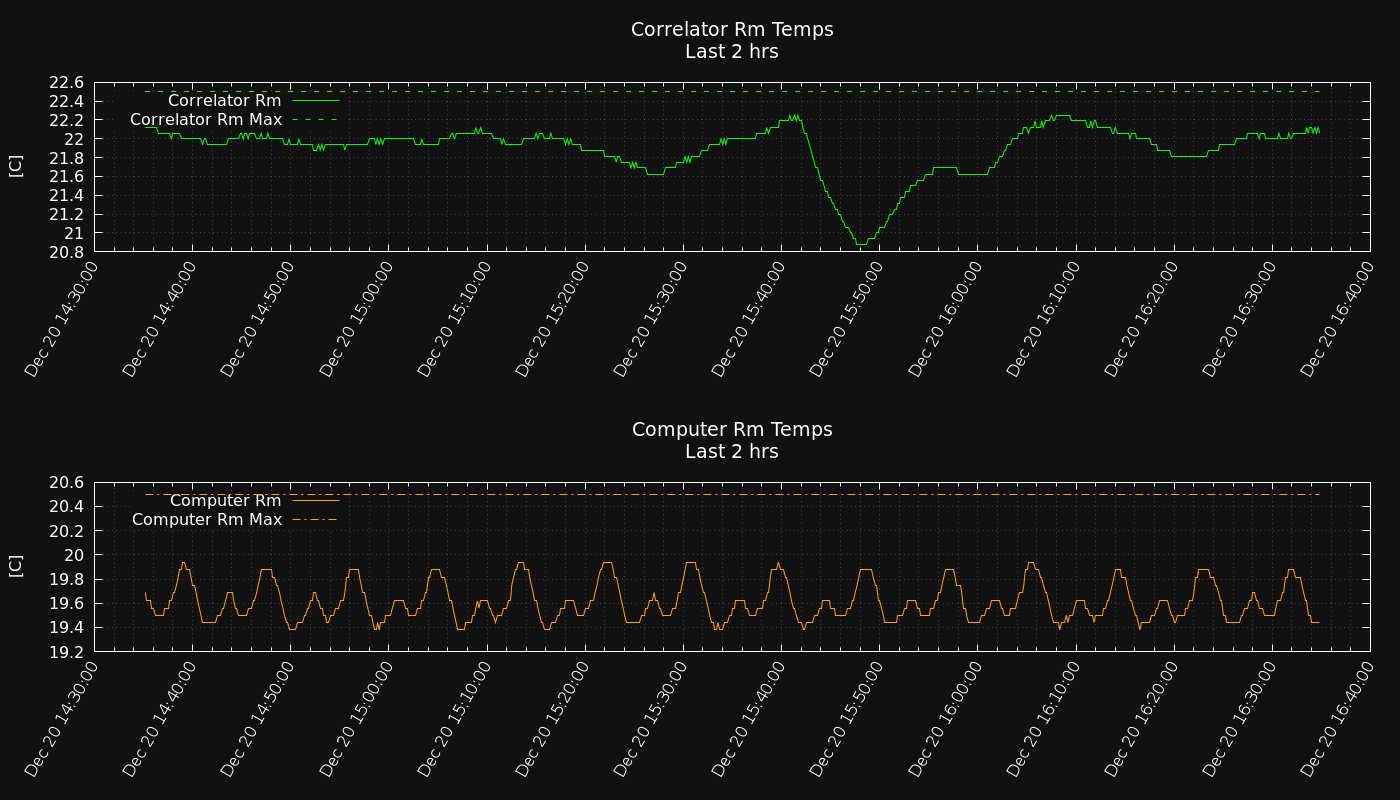 Correlator Rm Temps
Last 2 hrs
[C]
22.6
22.4
22.2
22
21.8
21.6
21.4
21.2
21
20.8
Correlator Rm
Correlator Rm Max
Dec 20 14:30:00
Dec 20 14:40:00
Dec 20 14:50:00
Dec 20 15:00:00
Dec 20 15:10:00
Dec 20 15:20:00
Dec 20 15:30:00
Dec 20 15:40:00
Dec 20 15:50:00
Dec 20 16:00:00
Dec 20 16:10:00
Dec 20 16:20:00
Dec 20 16:30:00
Dec 20 16:40:00
Computer Rm Temps
Last 2 hrs
[C]
20.6
20.4
20.2
20
19.8
19.6
19.4
19.2
Computer Rm
Computer Rm Max
Dec 20 14:30:00
Dec 20 14:40:00
Dec 20 14:50:00
Dec 20 15:00:00
Dec 20 15:10:00
Dec 20 15:20:00
Dec 20 15:30:00
Dec 20 15:40:00
Dec 20 15:50:00
Dec 20 16:00:00
Dec 20 16:10:00
Dec 20 16:20:00
Dec 20 16:30:00
Dec 20 16:40:00